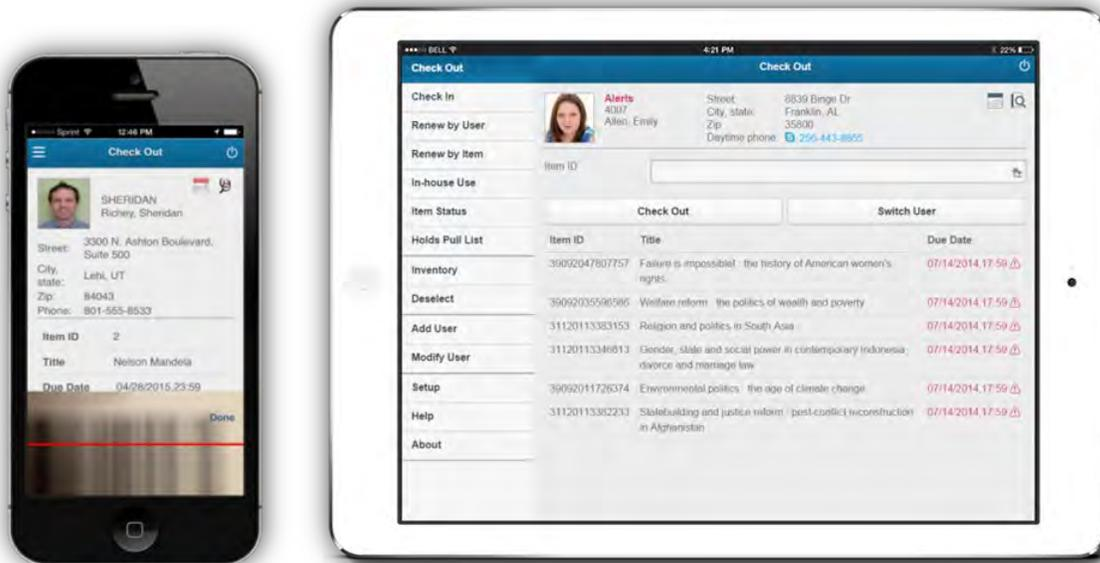 Sprint 12:46 PM
Check Out
SHERIDAN
Richey, Sheridan
Street: 3300 N. Ashton Boulevard,
Suite 500
City,
state: Lehi, UT
Zip: 84043
Phone: 801-555-8533
Item ID 2
Title Nelson Mandela
Due Date 04/28/2015,23:59
Done
BELL 4:21 PM 22%
Check Out
Check In
Renew by User
Renew by Item
In-house Use
Item Status
Holds Pull List
Inventory
Deselect
Add User
Modify User
Setup
Help
About
Check Out
Alerts
4007
Allen, Emily
Street: 8839 Binge Dr
City, state: Franklin, AL
Zip: 35800
Daytime phone: 256-443-8865
Item ID
Check Out Switch User
Item ID Title Due Date
39092047807757 Failure is impossible! : the history of American women's 07/14/2014,17:59
rights
39092035596586 Welfare reform : the politics of wealth and poverty 07/14/2014,17:59
31120113383153 Religion and politics in South Asia 07/14/2014,17:59
31120113346813 Gender, state and social power in contemporary Indonesia : 07/14/2014,17:59
divorce and marriage law
39092011726374 Environmental politics : the age of climate change 07/14/2014,17:59
31120113382233 Statebuilding and justice reform : post-conflict reconstruction 07/14/2014,17:59
in Afghanistan